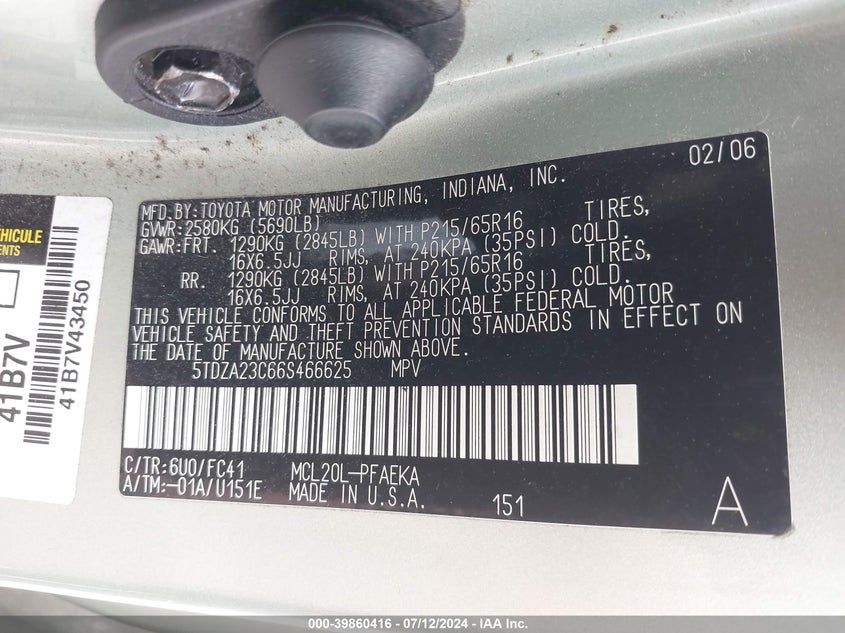 02/06
MFD.BY:TOYOTA MOTOR MANUFACTURING, INDIANA, INC.
GVWR:2580KG (5690LB)
GAWR:FRT. 1290KG (2845LB) WITH P215/65R16 TIRES,
16X6.5JJ RIMS, AT 240KPA (35PSI) COLD.
RR. 1290KG (2845LB) WITH P215/65R16 TIRES,
16X6.5JJ RIMS, AT 240KPA (35PSI) COLD.
THIS VEHICLE CONFORMS TO ALL APPLICABLE FEDERAL MOTOR
VEHICLE SAFETY AND THEFT PREVENTION STANDARDS IN EFFECT ON
THE DATE OF MANUFACTURE SHOWN ABOVE.
5TDZA23C66S466625 MPV
C/TR:6U0/FC41 MCL20L-PFAEKA
A/TM:-01A/U151E MADE IN U.S.A. 151 A
EHICULE
ENTS
41B7V
41B7V43450
000-39860416 - 07/12/2024 - IAA Inc.